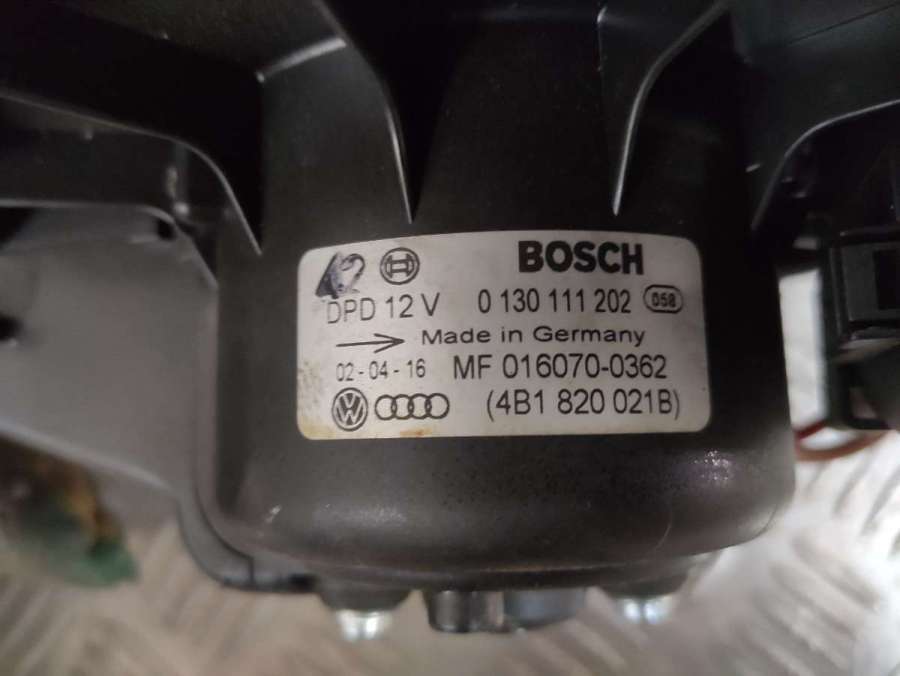 BOSCH
DPD 12 V 0 130 111 202 058
Made in Germany
02-04-16 MF 016070-0362
(4B1 820 021B)